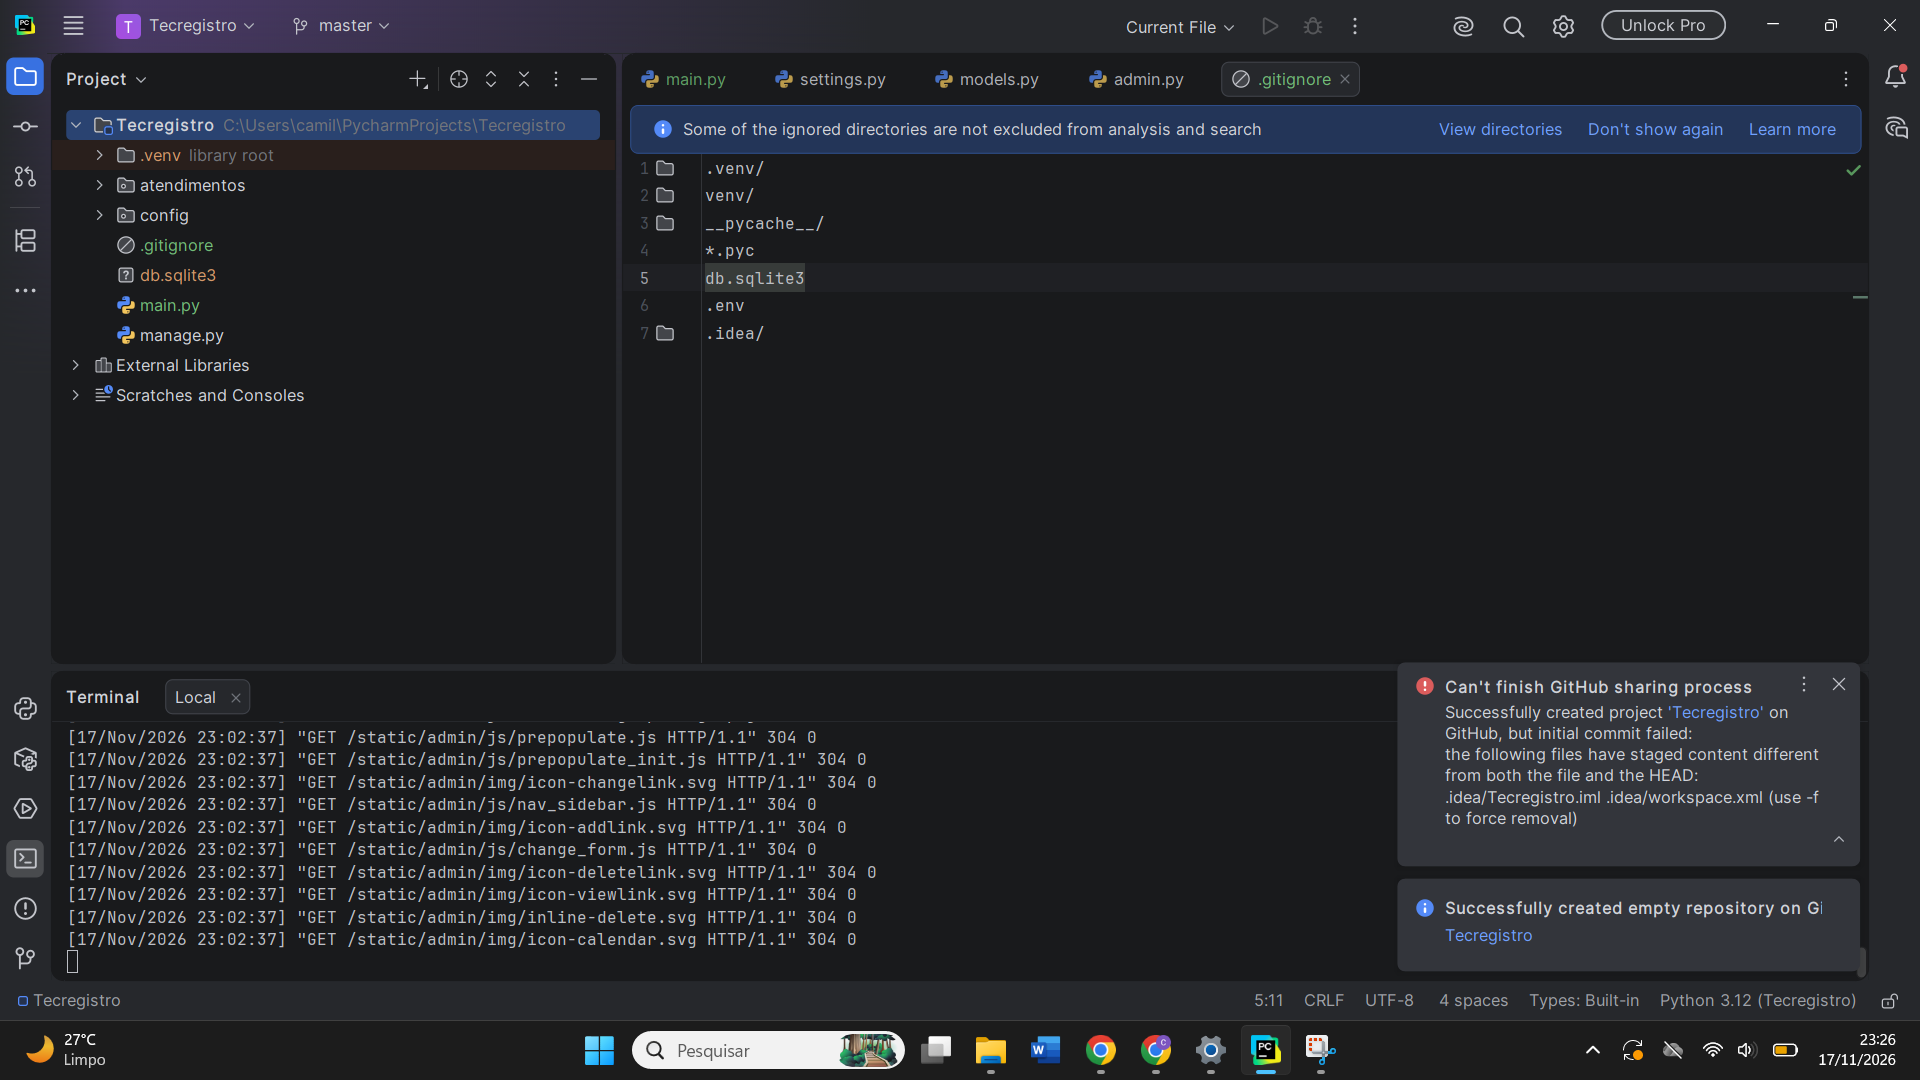 PC
T Tecregistro
master
Current File
Unlock Pro
Project
Tecregistro C:\Users\camil\PycharmProjects\Tecregistro
.venv library root
atendimentos
config
.gitignore
db.sqlite3
main.py
manage.py
External Libraries
Scratches and Consoles
main.py
settings.py
models.py
admin.py
.gitignore
Some of the ignored directories are not excluded from analysis and search
View directories
Don't show again
Learn more
1 .venv/
2 venv/
3 __pycache__/
4 *.pyc
5 db.sqlite3
6 .env
7 .idea/
Terminal
Local
[17/Nov/2026 23:02:37] "GET /static/admin/js/prepopulate.js HTTP/1.1" 304 0
[17/Nov/2026 23:02:37] "GET /static/admin/js/prepopulate_init.js HTTP/1.1" 304 0
[17/Nov/2026 23:02:37] "GET /static/admin/img/icon-changelink.svg HTTP/1.1" 304 0
[17/Nov/2026 23:02:37] "GET /static/admin/js/nav_sidebar.js HTTP/1.1" 304 0
[17/Nov/2026 23:02:37] "GET /static/admin/img/icon-addlink.svg HTTP/1.1" 304 0
[17/Nov/2026 23:02:37] "GET /static/admin/js/change_form.js HTTP/1.1" 304 0
[17/Nov/2026 23:02:37] "GET /static/admin/img/icon-deletelink.svg HTTP/1.1" 304 0
[17/Nov/2026 23:02:37] "GET /static/admin/img/icon-viewlink.svg HTTP/1.1" 304 0
[17/Nov/2026 23:02:37] "GET /static/admin/img/inline-delete.svg HTTP/1.1" 304 0
[17/Nov/2026 23:02:37] "GET /static/admin/img/icon-calendar.svg HTTP/1.1" 304 0
Can't finish GitHub sharing process
Successfully created project 'Tecregistro' on
GitHub, but initial commit failed:
the following files have staged content different
from both the file and the HEAD:
.idea/Tecregistro.iml .idea/workspace.xml (use -f
to force removal)
Successfully created empty repository on Gi
Tecregistro
Tecregistro
5:11
CRLF
UTF-8
4 spaces
Types: Built-in
Python 3.12 (Tecregistro)
27°C
Limpo
Pesquisar
W
C
PC
23:26
17/11/2026